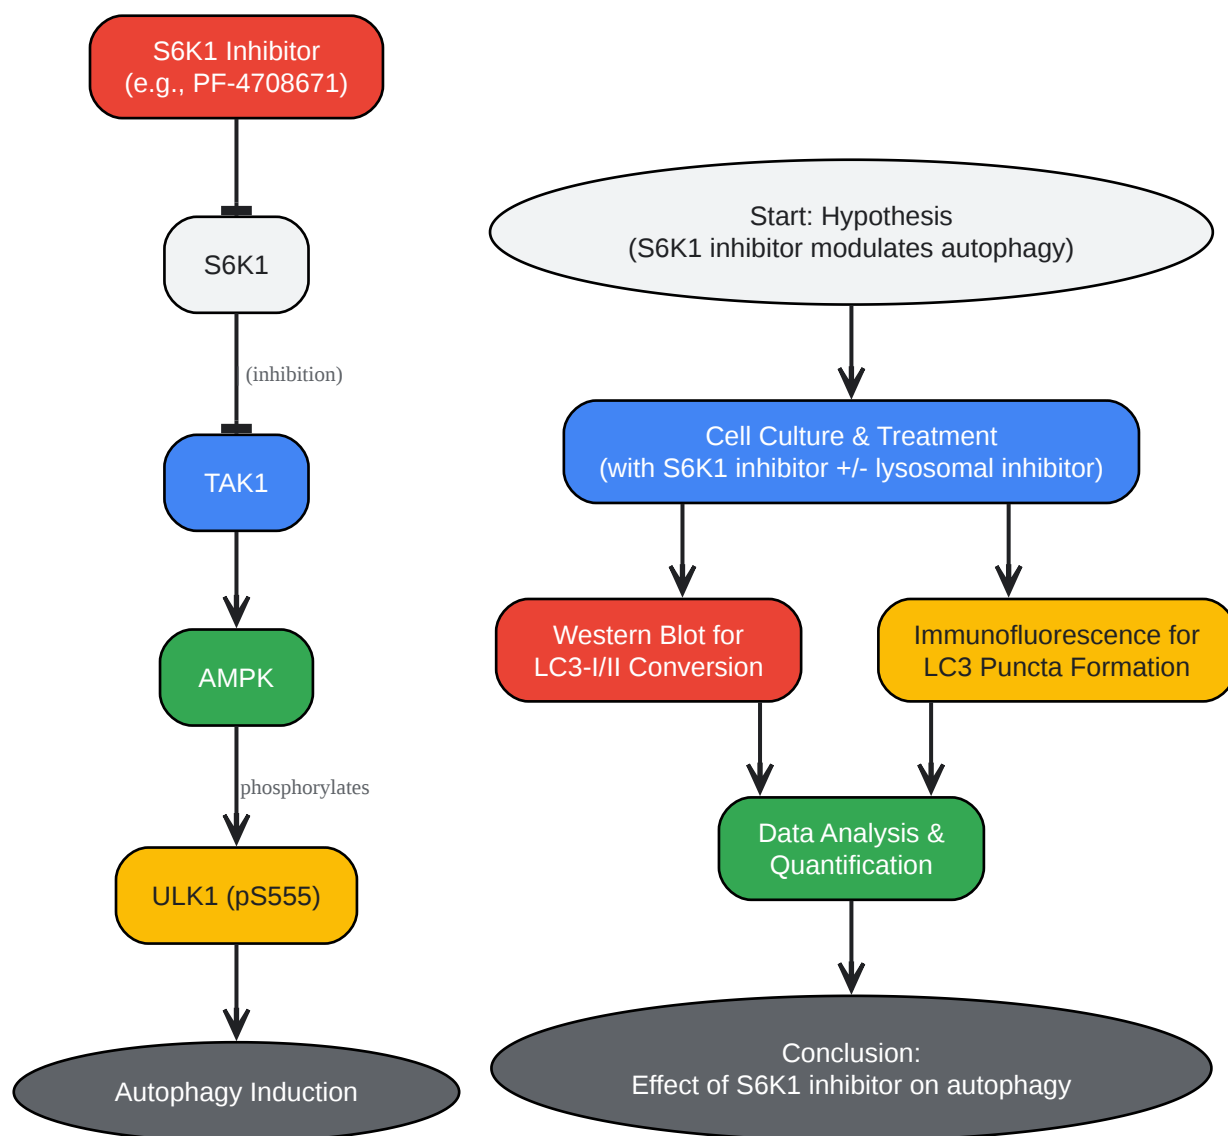 S6K1 Inhibitor
(e.g., PF-4708671)
S6K1
(inhibition)
TAK1
AMPK
phosphorylates
ULK1 (pS555)
Autophagy Induction
Start: Hypothesis
(S6K1 inhibitor modulates autophagy)
Cell Culture & Treatment
(with S6K1 inhibitor +/- lysosomal inhibitor)
Western Blot for
LC3-I/II Conversion
Immunofluorescence for
LC3 Puncta Formation
Data Analysis &
Quantification
Conclusion:
Effect of S6K1 inhibitor on autophagy